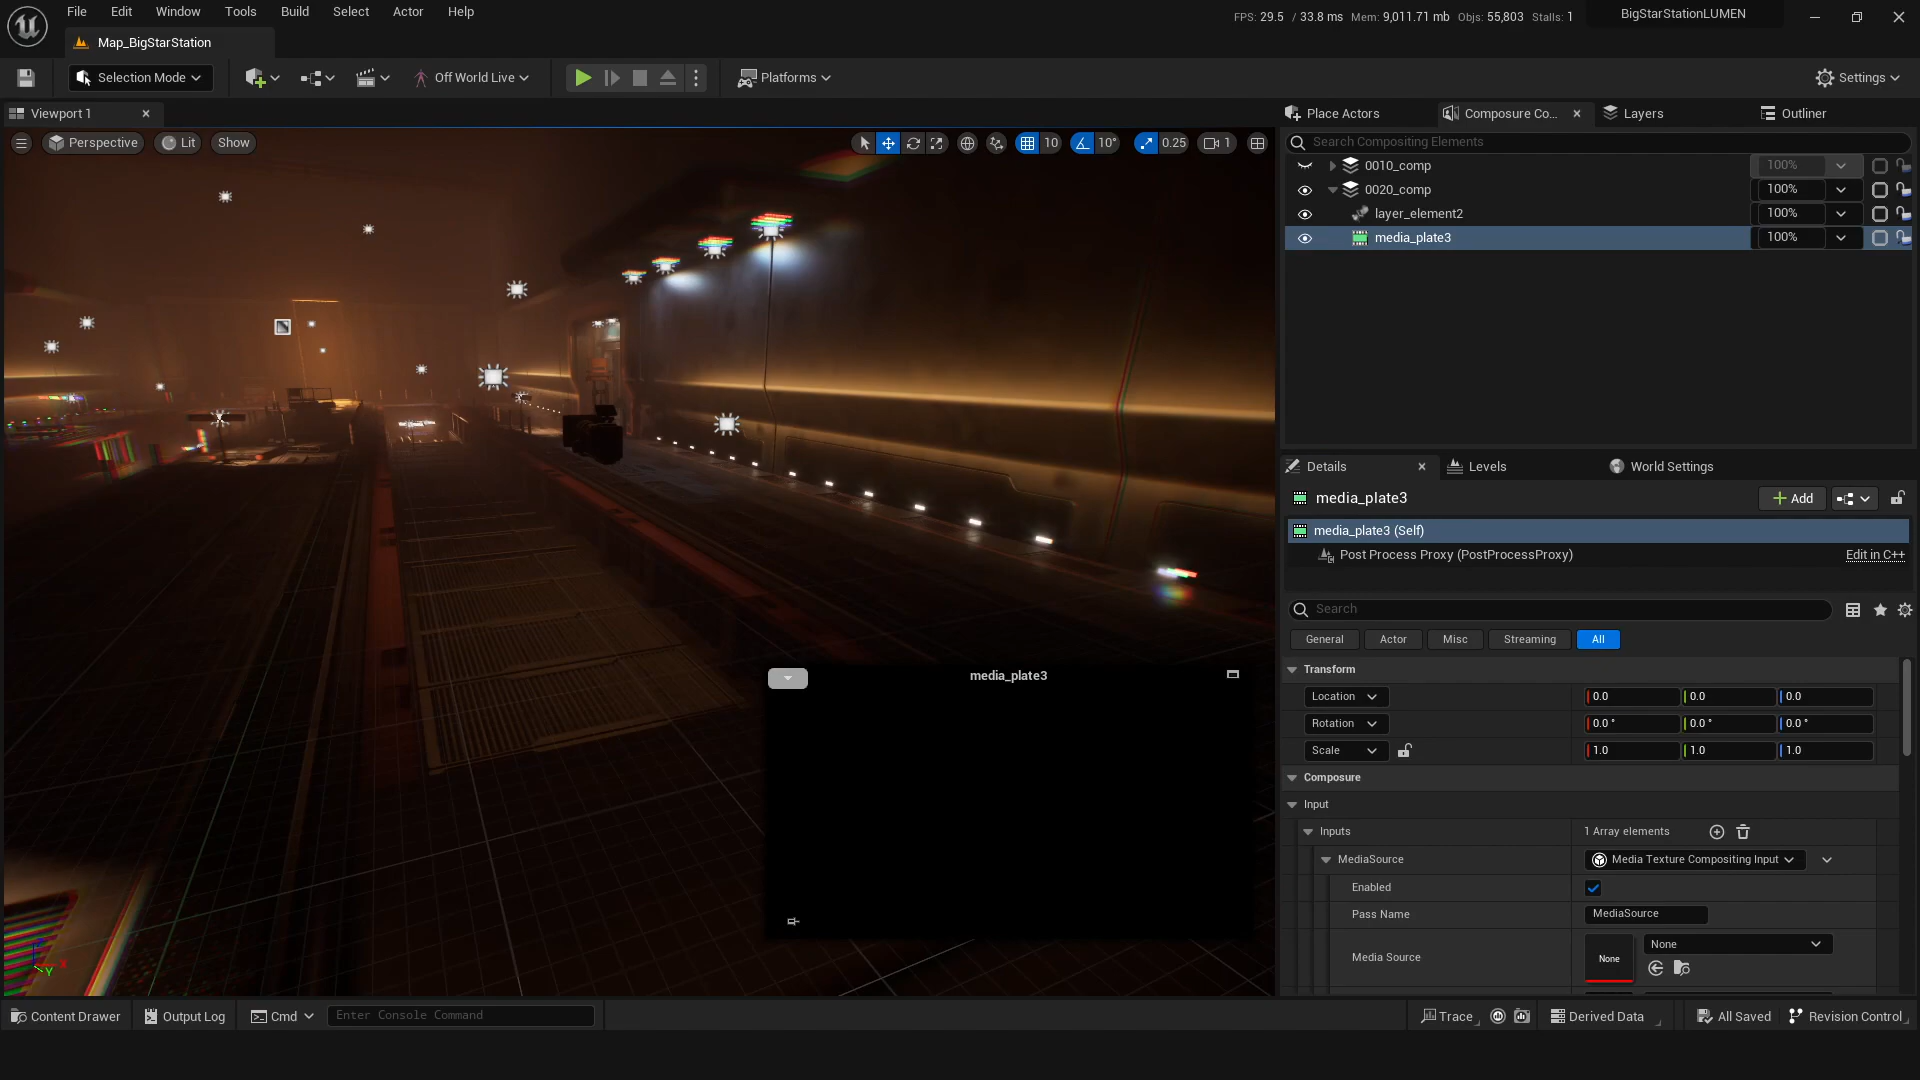 File Edit Window Tools Build Select Actor Help
FPS: 29.5 / 33.8 ms Mem: 9,011.71 mb Objs: 55,803 Stalls: 1
BigStarStationLUMEN
Map_BigStarStation
Selection Mode
Off World Live
Platforms
Settings
Viewport 1
Place Actors
Composure Co...
Layers
Outliner
Perspective
Lit
Show
10
10°
0.25
1
Search Compositing Elements
0010_comp 100%
0020_comp 100%
layer_element2 100%
media_plate3 100%
Details
Levels
World Settings
media_plate3
Add
media_plate3 (Self)
Post Process Proxy (PostProcessProxy)
Edit in C++
Search
General Actor Misc Streaming All
Transform
Location 0.0 0.0 0.0
Rotation 0.0 ° 0.0 ° 0.0 °
Scale 1.0 1.0 1.0
Composure
Input
Inputs 1 Array elements
MediaSource Media Texture Compositing Input
Enabled
Pass Name MediaSource
Media Source None None
media_plate3
X
Y
Content Drawer
Output Log
Cmd
Enter Console Command
Trace
Derived Data
All Saved
Revision Control